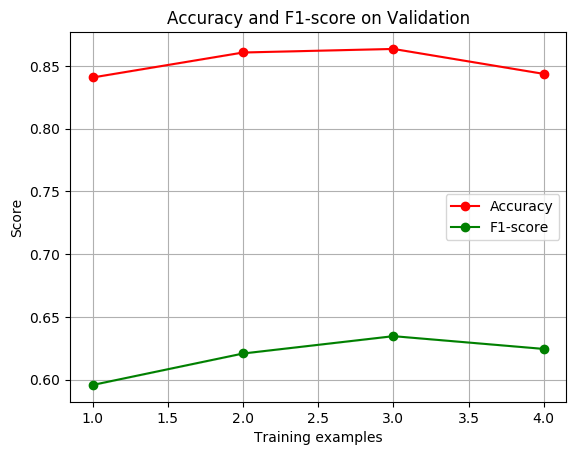 Accuracy and F1-score on Validation
0.85
0.80
0.75
0.70
0.65
0.60
Score
Accuracy
F1-score
1.0 1.5 2.0 2.5 3.0 3.5 4.0
Training examples